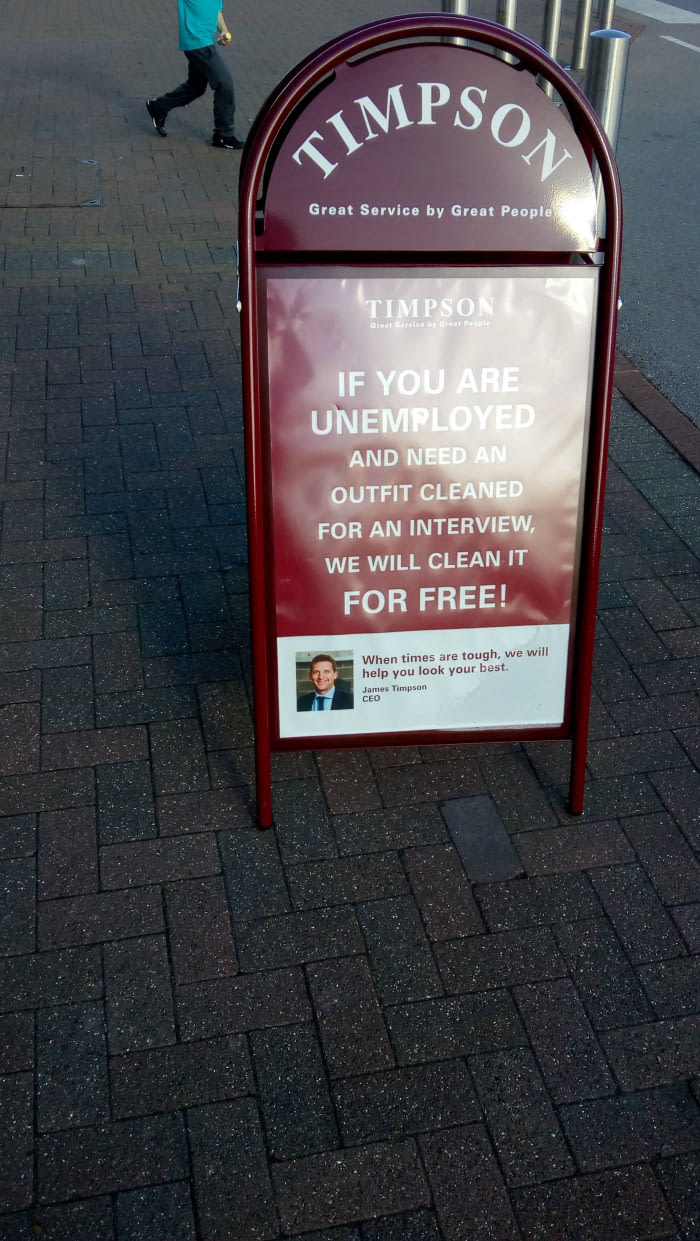 TIMPSON
Great Service by Great People
TIMPSON
Great Service by Great People
IF YOU ARE
UNEMPLOYED
AND NEED AN
OUTFIT CLEANED
FOR AN INTERVIEW,
WE WILL CLEAN IT
FOR FREE!
When times are tough, we will
help you look your best.
James Timpson
CEO